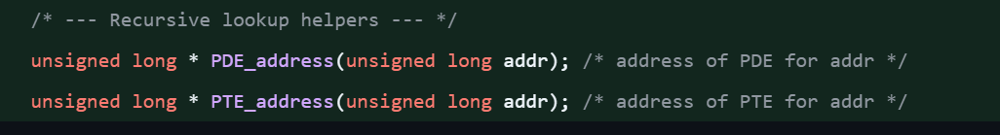 /* --- Recursive lookup helpers --- */
unsigned long * PDE_address(unsigned long addr); /* address of PDE for addr */
unsigned long * PTE_address(unsigned long addr); /* address of PTE for addr */